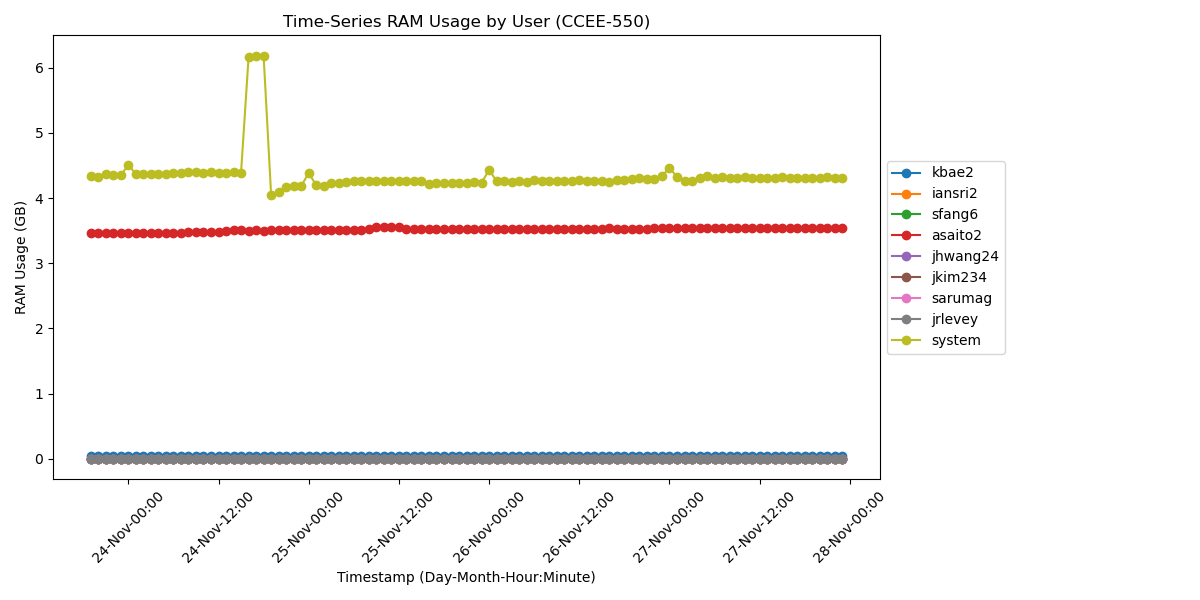 Time-Series RAM Usage by User (CCEE-550)
RAM Usage (GB)
6
5
4
3
2
1
0
24-Nov-00:00
24-Nov-12:00
25-Nov-00:00
25-Nov-12:00
26-Nov-00:00
26-Nov-12:00
27-Nov-00:00
27-Nov-12:00
28-Nov-00:00
Timestamp (Day-Month-Hour:Minute)
kbae2
iansri2
sfang6
asaito2
jhwang24
jkim234
sarumag
jrlevey
system